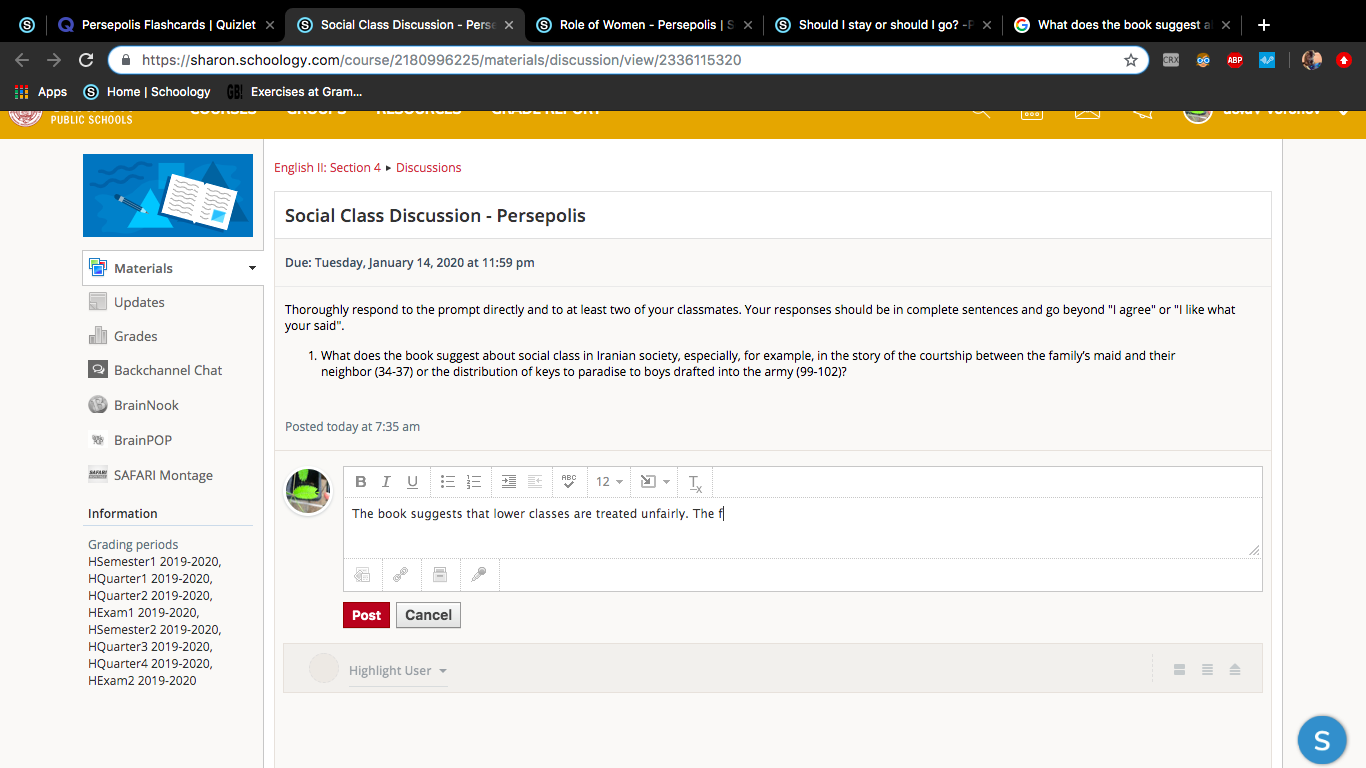 Persepolis Flashcards | Quizlet
Social Class Discussion - Perse
Role of Women - Persepolis | S
Should I stay or should I go? -P
What does the book suggest a
https://sharon.schoology.com/course/2180996225/materials/discussion/view/2336115320
CRX
ABP
Apps
Home | Schoology
GB!
Exercises at Gram...
PUBLIC SCHOOLS
COURSES
GROUPS
RESOURCES
GRADE REPORT
English II: Section 4 ▸ Discussions
Social Class Discussion - Persepolis
Due: Tuesday, January 14, 2020 at 11:59 pm
Thoroughly respond to the prompt directly and to at least two of your classmates. Your responses should be in complete sentences and go beyond "I agree" or "I like what
your said".
1. What does the book suggest about social class in Iranian society, especially, for example, in the story of the courtship between the family's maid and their
neighbor (34-37) or the distribution of keys to paradise to boys drafted into the army (99-102)?
Posted today at 7:35 am
B I U
ABC
12
Tx
The book suggests that lower classes are treated unfairly. The f
Post
Cancel
Highlight User
Materials
Updates
Grades
Backchannel Chat
BrainNook
BrainPOP
SAFARI Montage
Information
Grading periods
HSemester1 2019-2020,
HQuarter1 2019-2020,
HQuarter2 2019-2020,
HExam1 2019-2020,
HSemester2 2019-2020,
HQuarter3 2019-2020,
HQuarter4 2019-2020,
HExam2 2019-2020
S